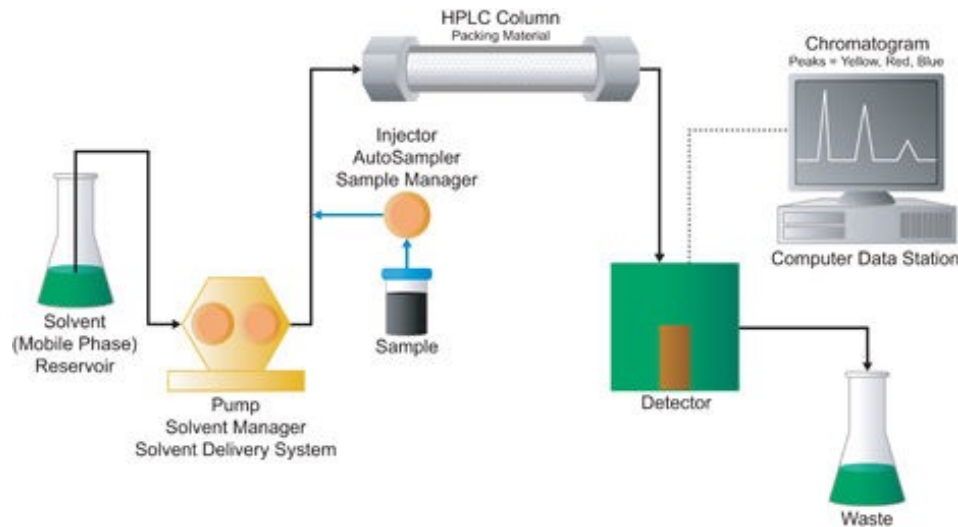 HPLC Column
Packing Material
Chromatogram
Peaks = Yellow, Red, Blue
Injector
AutoSampler
Sample Manager
Computer Data Station
Solvent
(Mobile Phase)
Reservoir
Sample
Pump
Solvent Manager
Solvent Delivery System
Detector
Waste